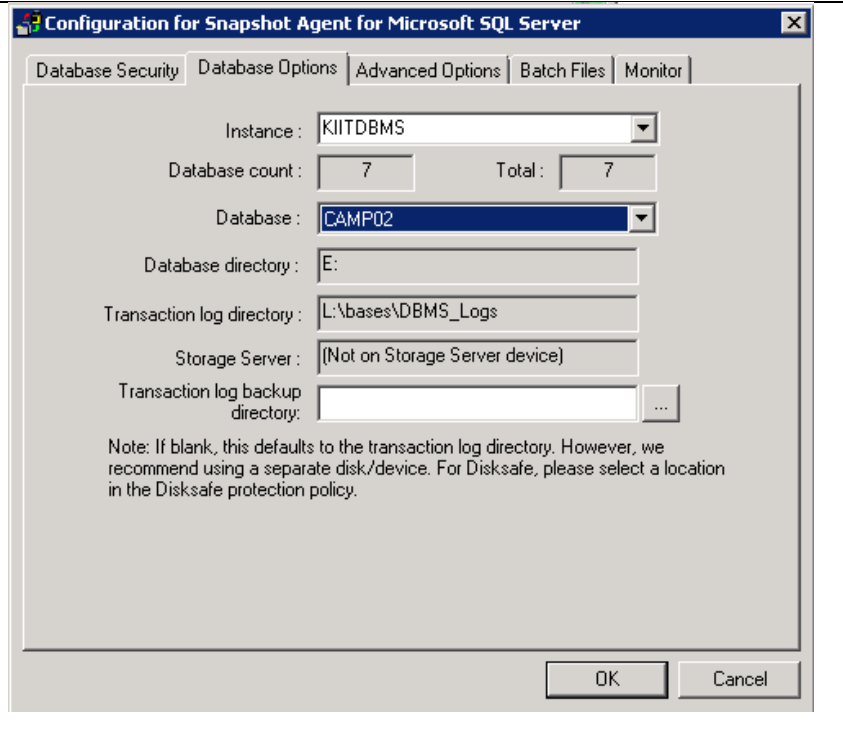 Configuration for Snapshot Agent for Microsoft SQL Server
Database Security Database Options Advanced Options Batch Files Monitor
Instance : KIITDBMS
Database count : 7 Total : 7
Database : CAMP02
Database directory : E:
Transaction log directory : L:\bases\DBMS_Logs
Storage Server : (Not on Storage Server device)
Transaction log backup
directory: ...
Note: If blank, this defaults to the transaction log directory. However, we
recommend using a separate disk/device. For Disksafe, please select a location
in the Disksafe protection policy.
OK Cancel